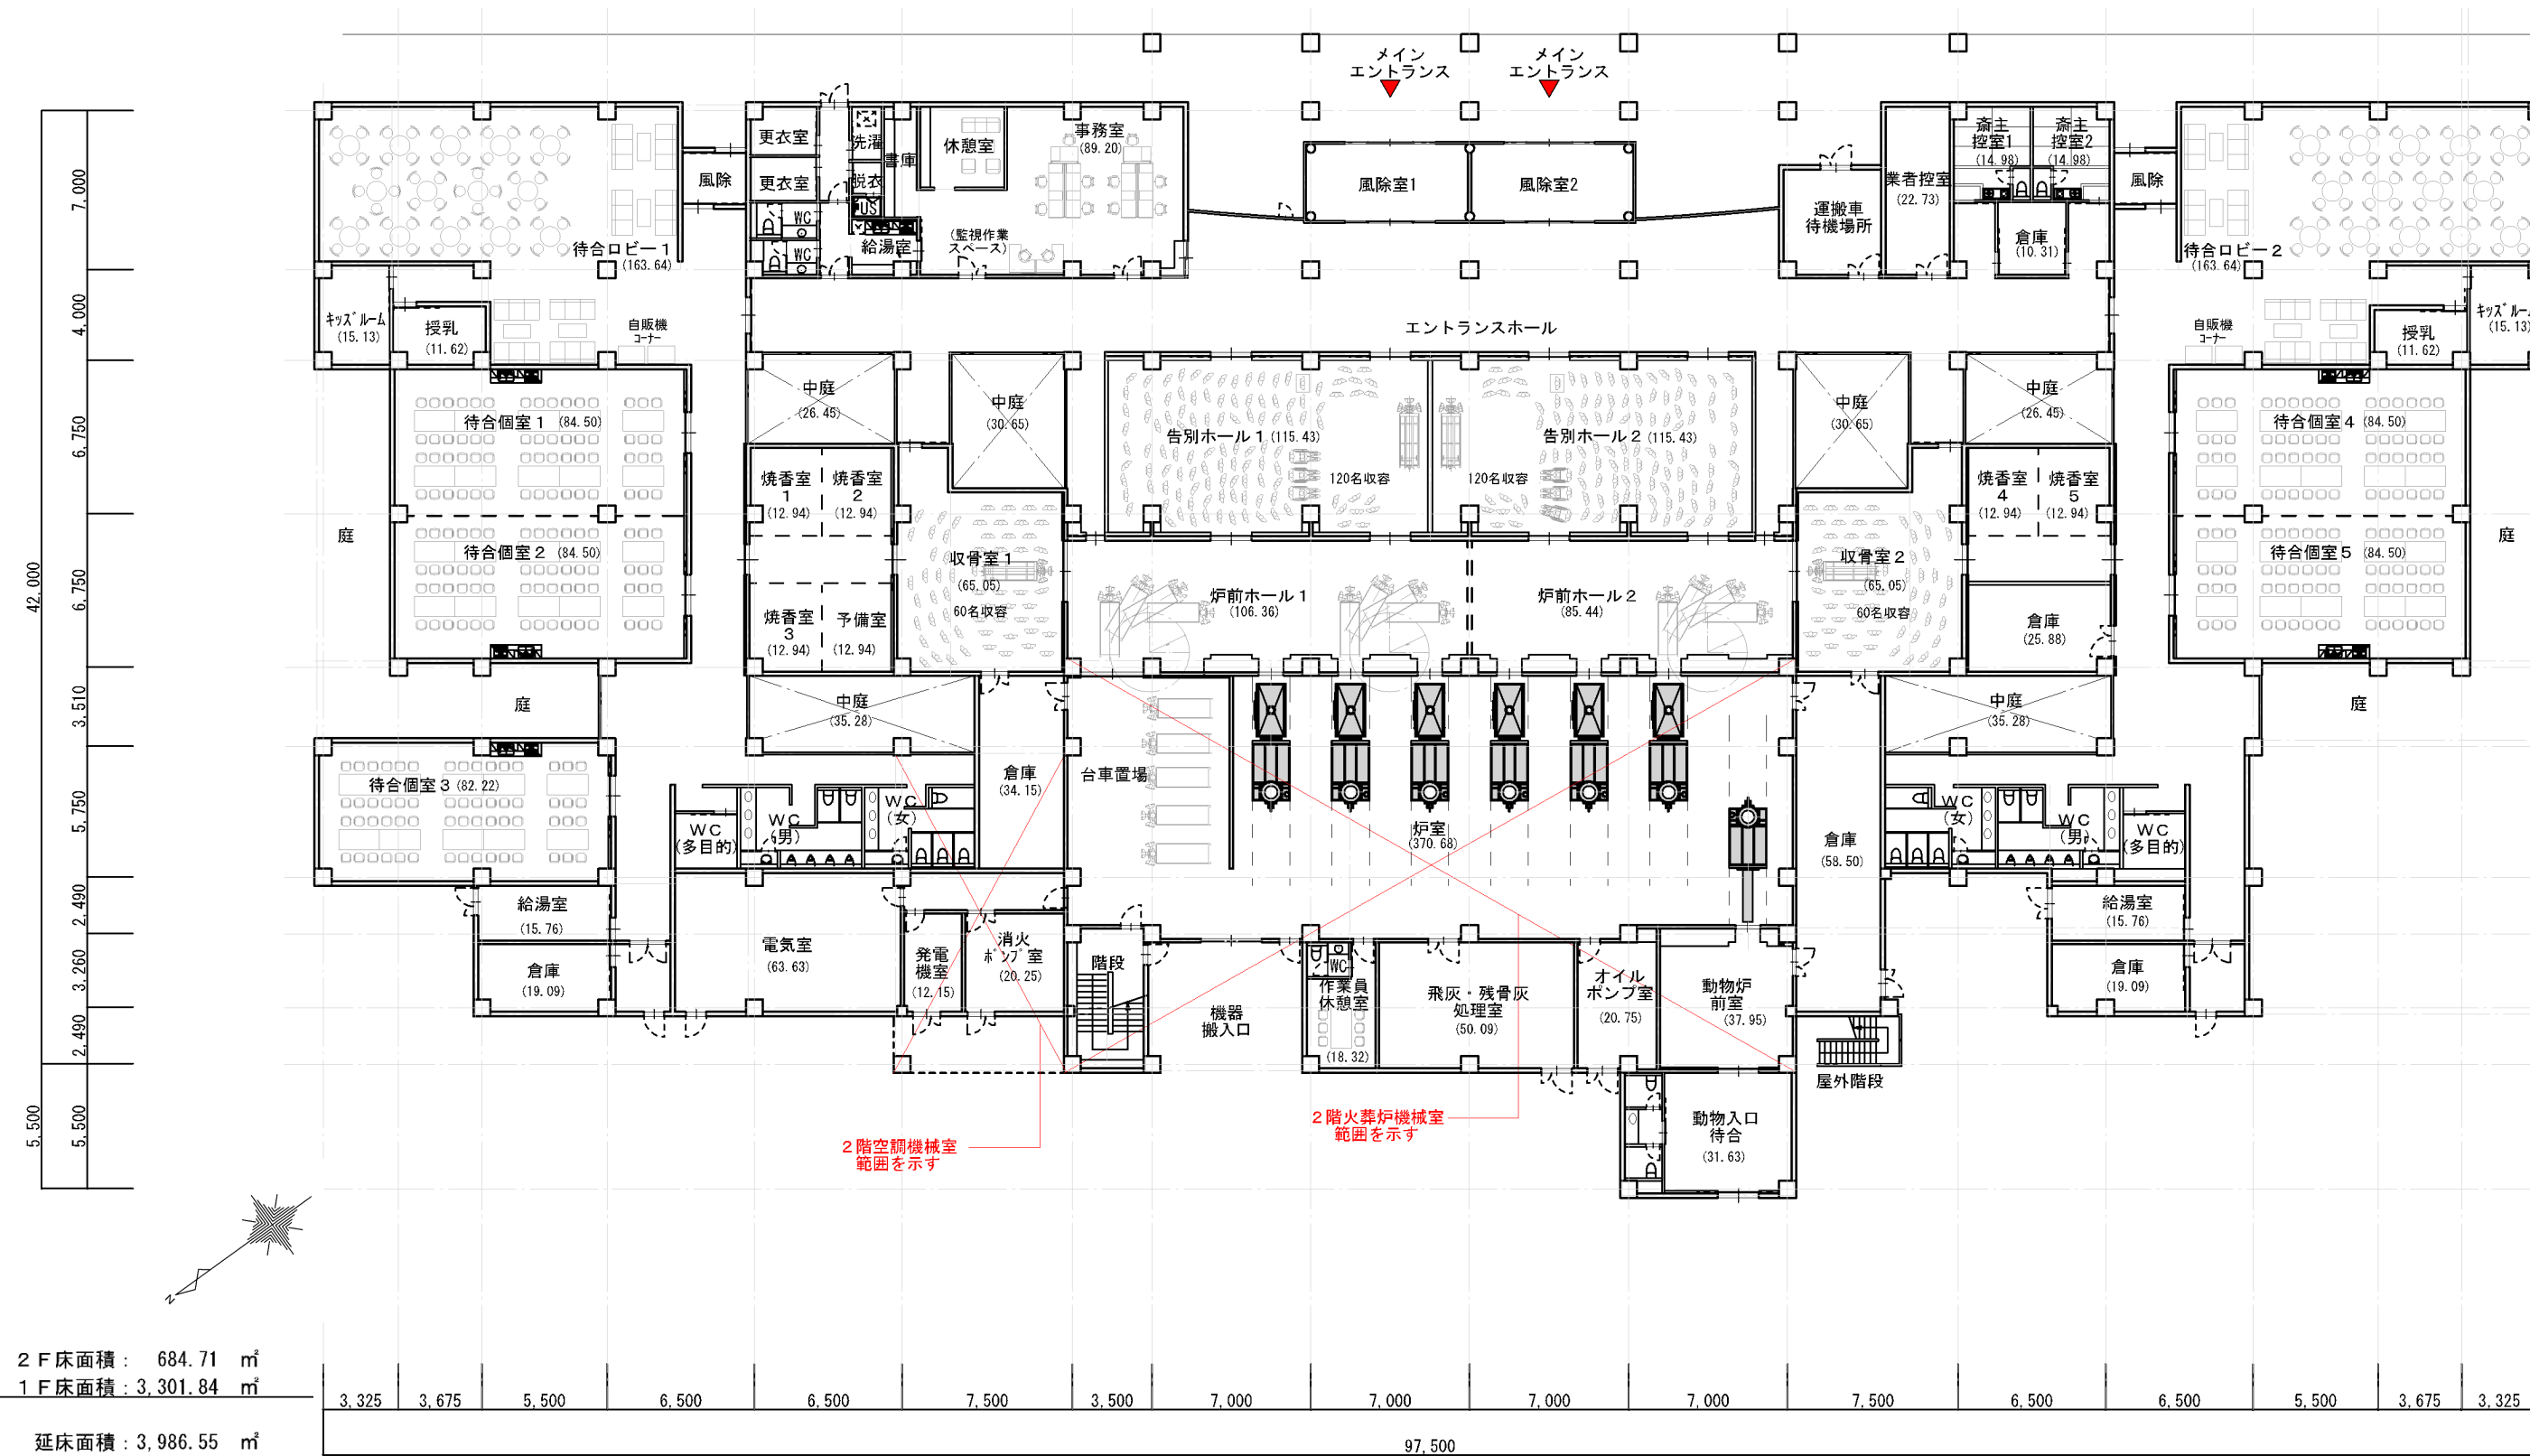 メイン
エントランス
メイン
エントランス
更衣室
洗濯
書庫
休憩室
事務室
(89.20)
風除
更衣室
脱衣
US
WC
WC
給湯室
(監視作業
スペース)
風除室1
風除室2
運搬車
待機場所
業者控室
(22.73)
斎主
控室1
(14.98)
斎主
控室2
(14.98)
倉庫
(10.31)
風除
待合ロビー1
(163.64)
待合ロビー2
(163.64)
キッズルーム
(15.13)
授乳
(11.62)
自販機
コーナー
エントランスホール
自販機
コーナー
授乳
(11.62)
キッズルーム
(15.13)
中庭
(26.45)
中庭
(30.65)
中庭
(30.65)
中庭
(26.45)
待合個室1 (84.50)
告別ホール1 (115.43)
120名収容
告別ホール2 (115.43)
120名収容
待合個室4 (84.50)
焼香室
1
(12.94)
焼香室
2
(12.94)
焼香室
4
(12.94)
焼香室
5
(12.94)
庭
待合個室2 (84.50)
収骨室1
(65.05)
60名収容
炉前ホール1
(106.36)
炉前ホール2
(85.44)
収骨室2
(65.05)
60名収容
待合個室5 (84.50)
庭
焼香室
3
(12.94)
予備室
(12.94)
倉庫
(25.88)
庭
中庭
(35.28)
中庭
(35.28)
庭
待合個室3 (82.22)
倉庫
(34.15)
台車置場
炉室
(370.68)
倉庫
(58.50)
WC
(多目的)
WC
(男)
WC
(女)
WC
(女)
WC
(男)
WC
(多目的)
給湯室
(15.76)
倉庫
(19.09)
電気室
(63.63)
発電
機室
(12.15)
消火
ポンプ室
(20.25)
階段
機器
搬入口
WC
作業員
休憩室
(18.32)
飛灰・残骨灰
処理室
(50.09)
オイル
ポンプ室
(20.75)
動物炉
前室
(37.95)
給湯室
(15.76)
倉庫
(19.09)
屋外階段
動物入口
待合
(31.63)
2階空調機械室
範囲を示す
2階火葬炉機械室
範囲を示す
7,000
4,000
6,750
6,750
3,510
5,750
2,490
3,260
2,490
5,500
42,000
5,500
N
2F床面積: 684.71 ㎡
1F床面積:3,301.84 ㎡
延床面積:3,986.55 ㎡
3,325 3,675 5,500 6,500 6,500 7,500 3,500 7,000 7,000 7,000 7,000 7,500 6,500 6,500 5,500 3,675 3,325
97,500